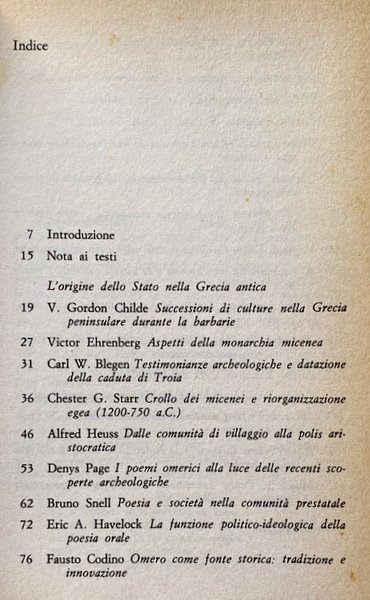 Indice
7 Introduzione
15 Nota ai testi
L'origine dello Stato nella Grecia antica
19 V. Gordon Childe Successioni di culture nella Grecia
peninsulare durante la barbarie
27 Victor Ehrenberg Aspetti della monarchia micenea
31 Carl W. Blegen Testimonianze archeologiche e datazione
della caduta di Troia
36 Chester G. Starr Crollo dei micenei e riorganizzazione
egea (1200-750 a.C.)
46 Alfred Heuss Dalle comunità di villaggio alla polis ari-
stocratica
53 Denys Page I poemi omerici alla luce delle recenti sco-
perte archeologiche
62 Bruno Snell Poesia e società nella comunità prestatale
72 Eric A. Havelock La funzione politico-ideologica della
poesia orale
76 Fausto Codino Omero come fonte storica: tradizione e
innovazione